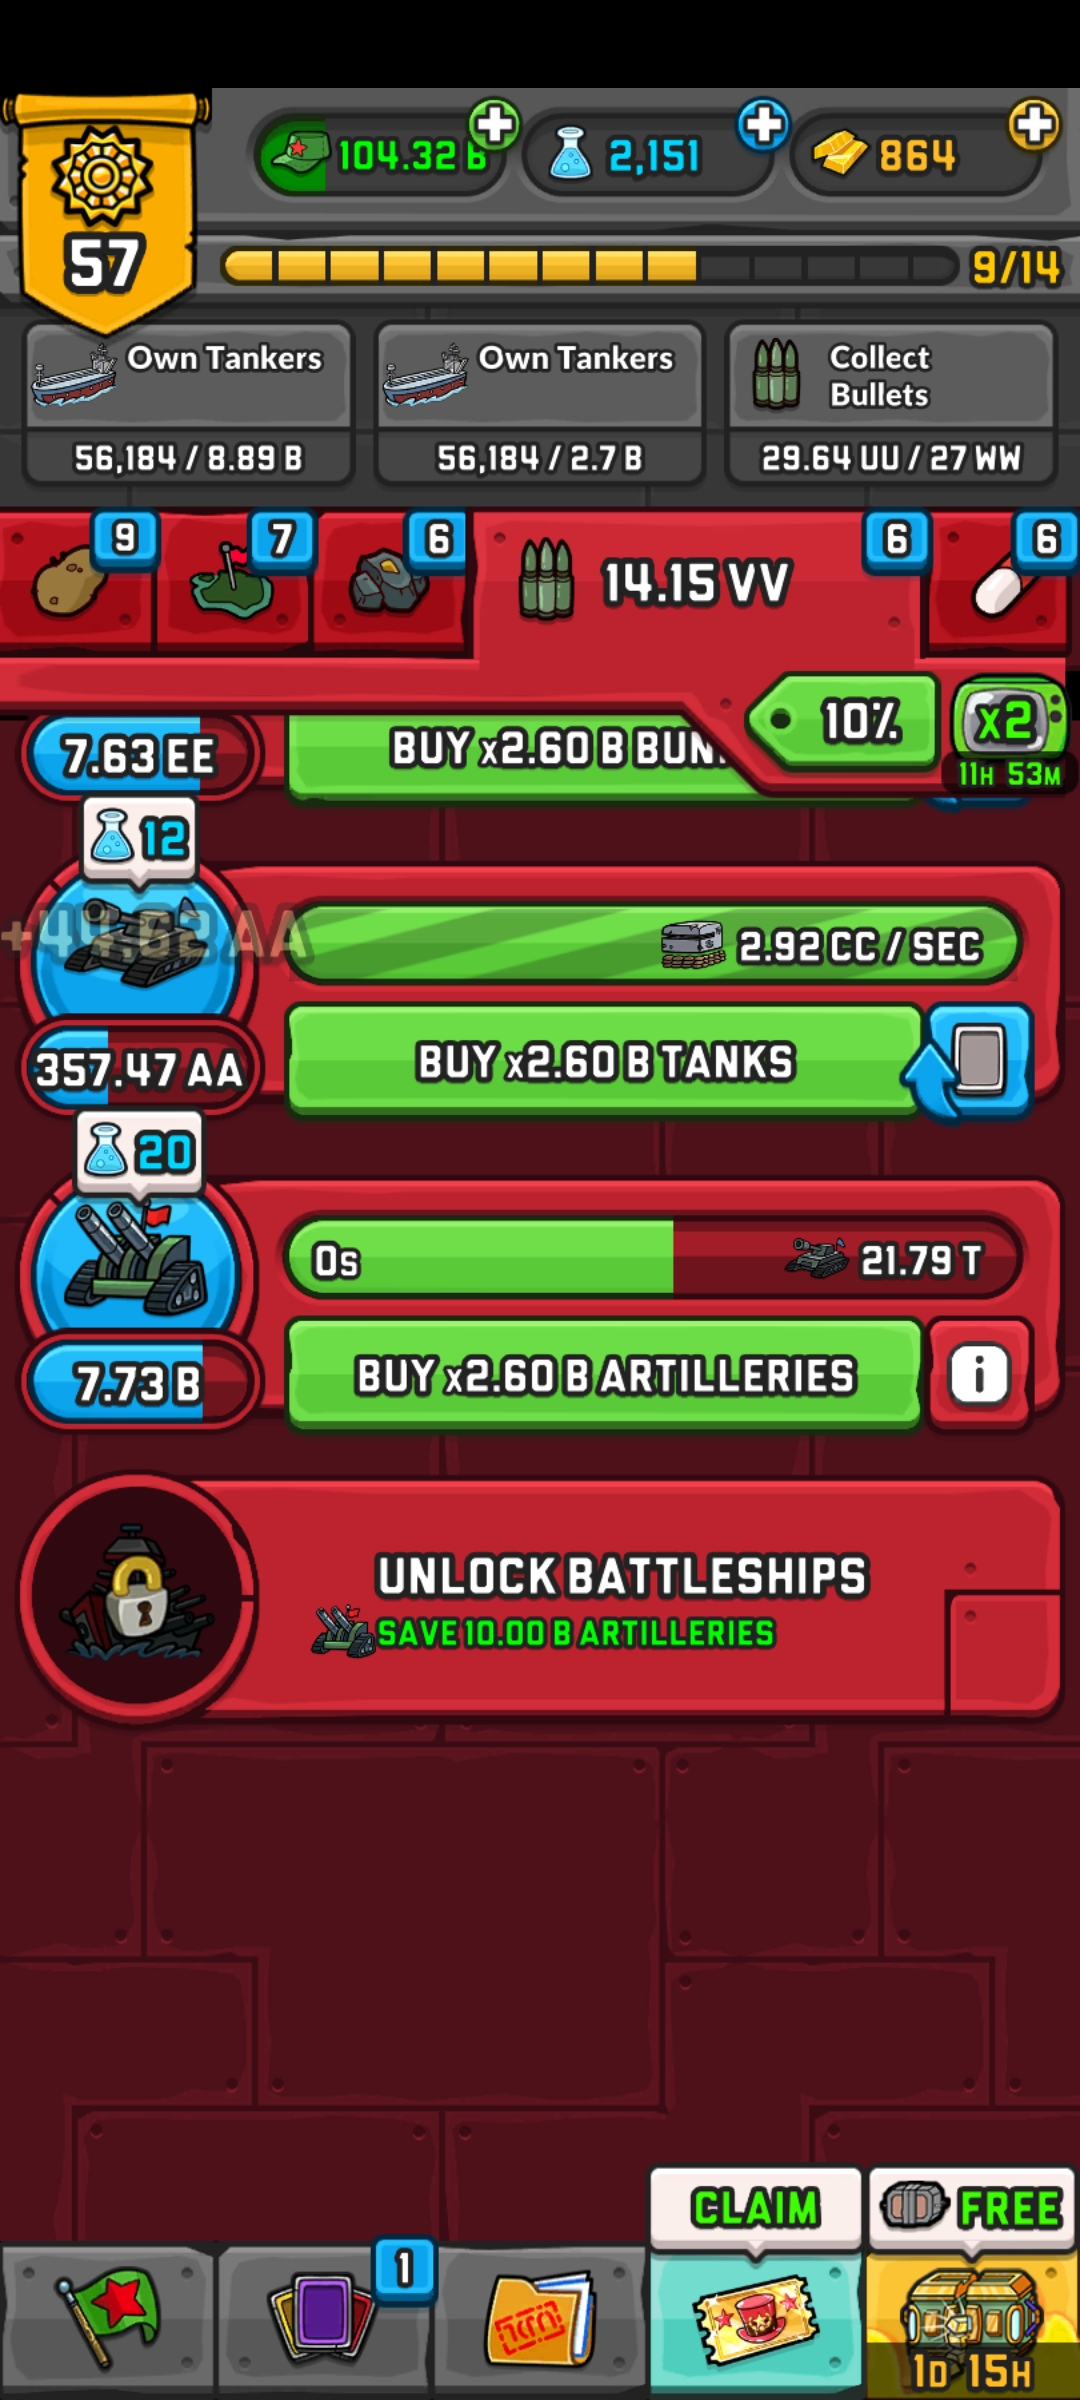 104.32 B
2,151
864
57
9/14
Own Tankers
56,184 / 8.89 B
Own Tankers
56,184 / 2.7 B
Collect
Bullets
29.64 UU / 27 WW
9
7
6
14.15 VV
6
6
10%
x2
11H 53M
7.63 EE
BUY x2.60 B BUN
12
+44.62 AA
2.92 CC / SEC
357.47 AA
BUY x2.60 B TANKS
20
0s
21.79 T
7.73 B
BUY x2.60 B ARTILLERIES
i
UNLOCK BATTLESHIPS
SAVE 10.00 B ARTILLERIES
CLAIM
FREE
1
1D 15H